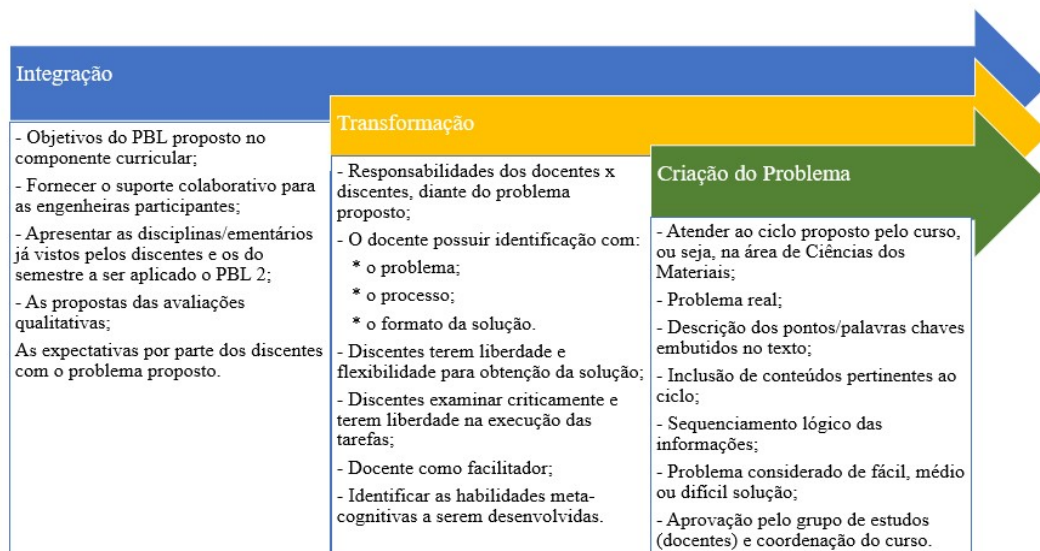 Integração
- Objetivos do PBL proposto no
componente curricular;
- Fornecer o suporte colaborativo para
as engenheiras participantes;
- Apresentar as disciplinas/ementários
já vistos pelos discentes e os do
semestre a ser aplicado o PBL 2;
- As propostas das avaliações
qualitativas;
As expectativas por parte dos discentes
com o problema proposto.
Transformação
- Responsabilidades dos docentes x
discentes, diante do problema
proposto;
- O docente possuir identificação com:
* o problema;
* o processo;
* o formato da solução.
- Discentes terem liberdade e
flexibilidade para obtenção da solução;
- Discentes examinar criticamente e
terem liberdade na execução das
tarefas;
- Docente como facilitador;
- Identificar as habilidades meta-
cognitivas a serem desenvolvidas.
Criação do Problema
- Atender ao ciclo proposto pelo curso,
ou seja, na área de Ciências dos
Materiais;
- Problema real;
- Descrição dos pontos/palavras chaves
embutidos no texto;
- Inclusão de conteúdos pertinentes ao
ciclo;
- Sequenciamento lógico das
informações;
- Problema considerado de fácil, médio
ou difícil solução;
- Aprovação pelo grupo de estudos
(docentes) e coordenação do curso.